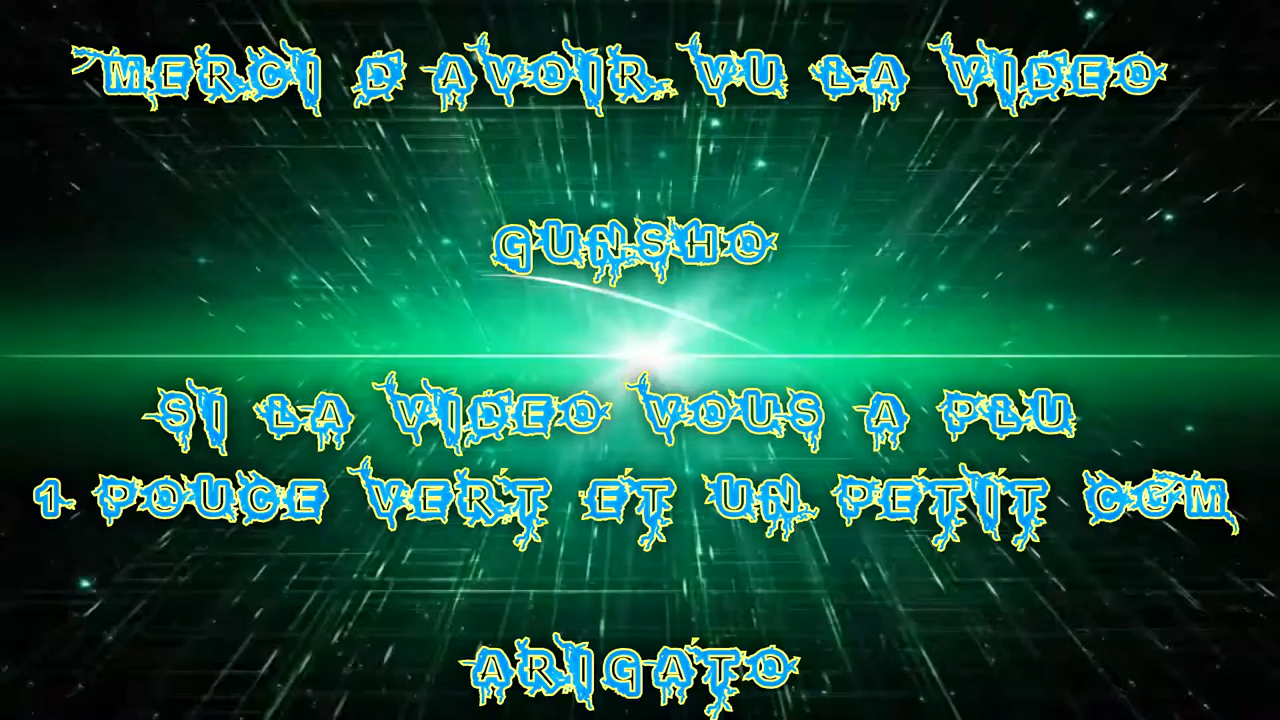 MERCI D AVOIR VU LA VIDEO
GUNSHO
SI LA VIDEO VOUS A PLU
1 POUCE VERT ET UN PETIT COM
ARIGATO